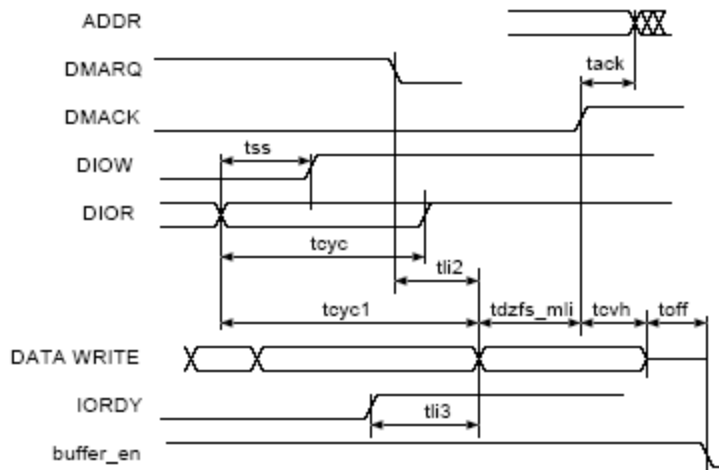 ADDR
DMARQ
tack
DMACK
tss
DIOW
DIOR
tcyc
tli2
tcyc1 tdzfs_mli tcvh toff
DATA WRITE
IORDY
tli3
buffer_en